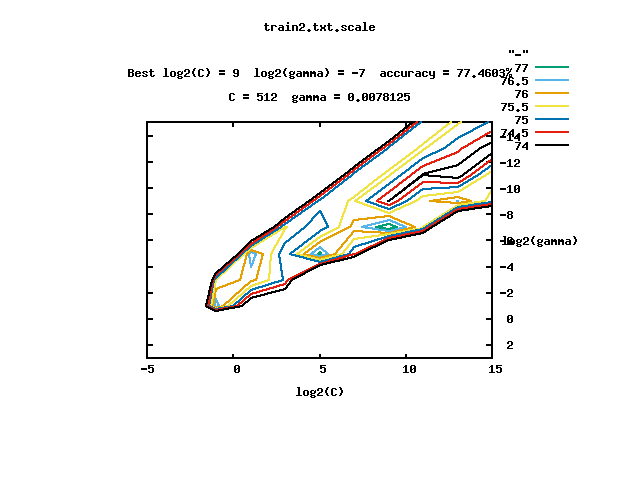 train2.txt.scale
"-"
Best log2(C) = 9 log2(gamma) = -7 accuracy = 77.4603%
77
76.5
76
75.5
75
74.5
74
C = 512 gamma = 0.0078125
-14
-12
-10
-8
-6
-4
-2
0
2
log2(gamma)
-5 0 5 10 15
log2(C)